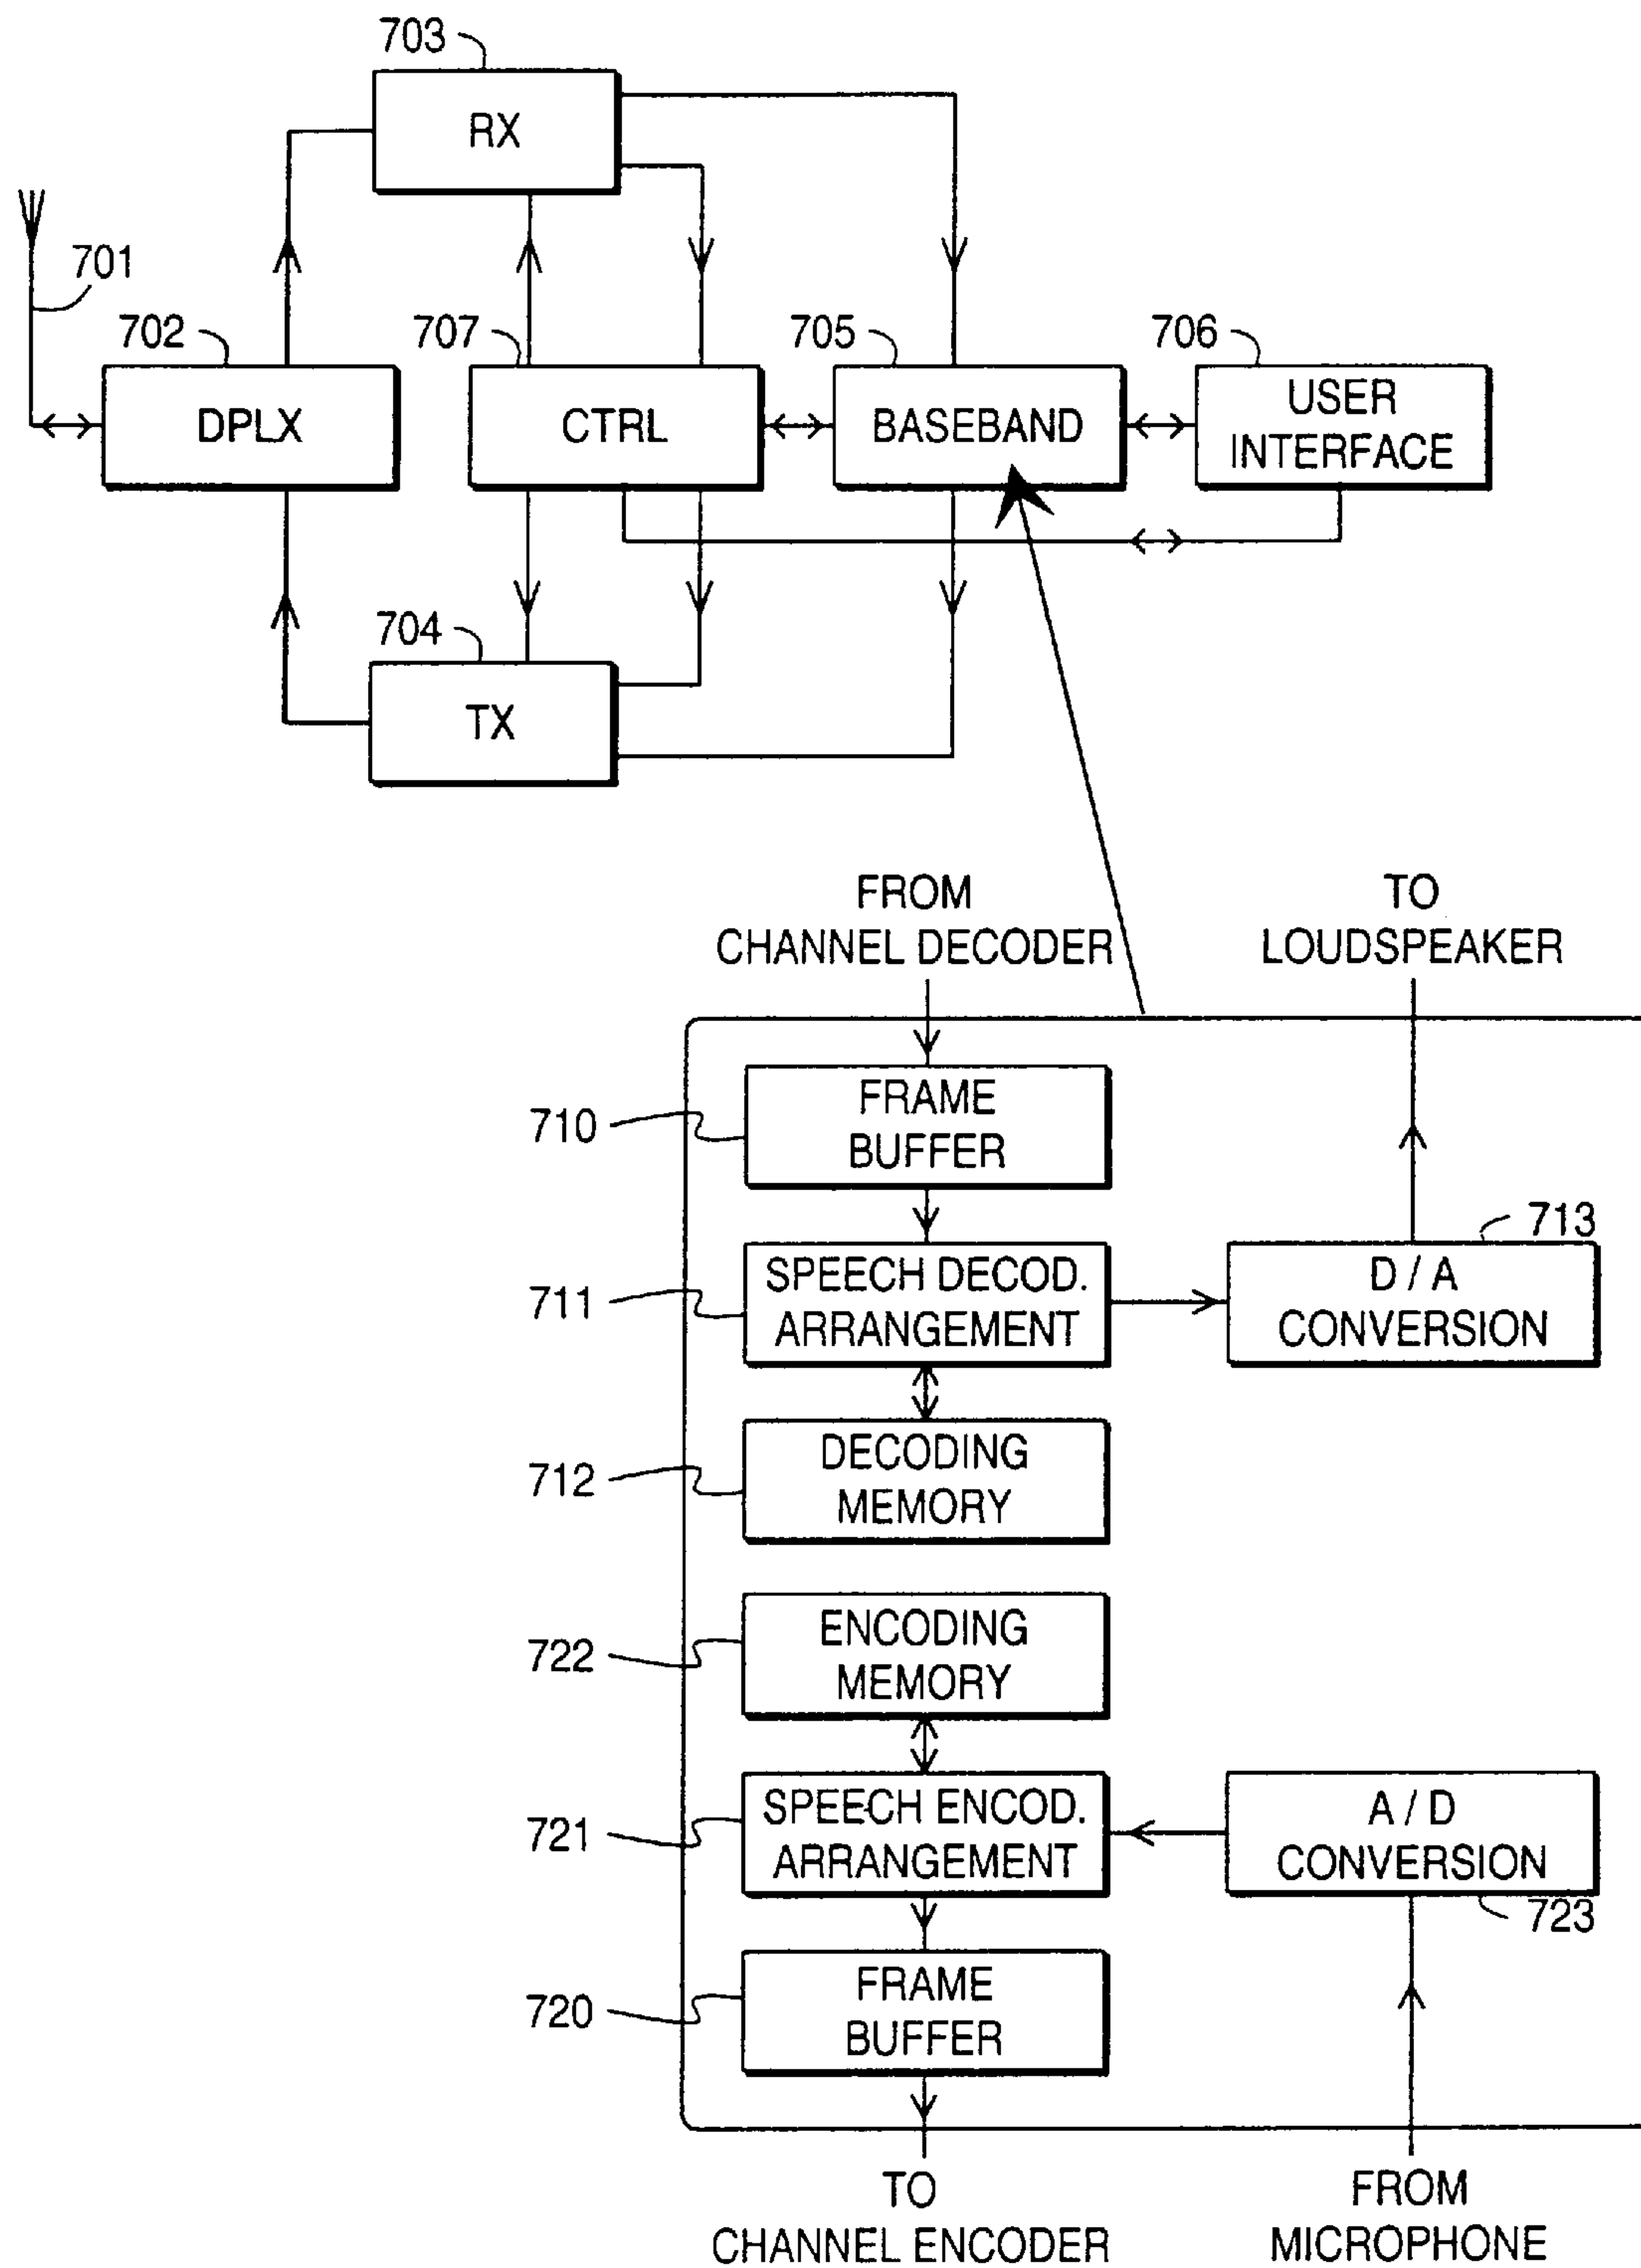 703
RX
701
702
707
705
706
DPLX
CTRL
BASEBAND
USER
INTERFACE
704
TX
FROM
CHANNEL DECODER
TO
LOUDSPEAKER
710
FRAME
BUFFER
713
711
SPEECH DECOD.
ARRANGEMENT
D / A
CONVERSION
712
DECODING
MEMORY
722
ENCODING
MEMORY
721
SPEECH ENCOD.
ARRANGEMENT
A / D
CONVERSION
723
720
FRAME
BUFFER
TO
CHANNEL ENCODER
FROM
MICROPHONE